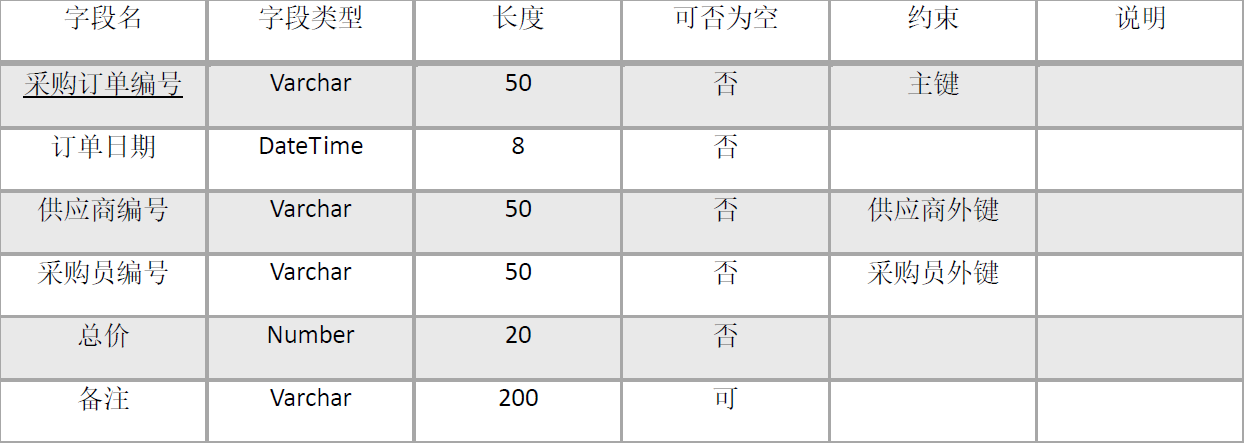 字段名 字段类型 长度 可否为空 约束 说明
采购订单编号 Varchar 50 否 主键
订单日期 DateTime 8 否
供应商编号 Varchar 50 否 供应商外键
采购员编号 Varchar 50 否 采购员外键
总价 Number 20 否
备注 Varchar 200 可